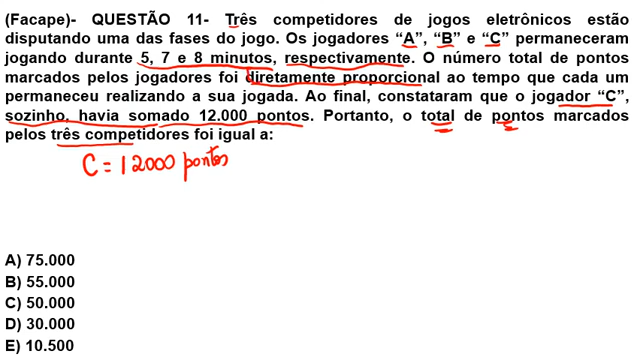 (Facape)- QUESTÃO 11- Três competidores de jogos eletrônicos estão
disputando uma das fases do jogo. Os jogadores “A”, “B” e “C” permaneceram
jogando durante 5, 7 e 8 minutos, respectivamente. O número total de pontos
marcados pelos jogadores foi diretamente proporcional ao tempo que cada um
permaneceu realizando a sua jogada. Ao final, constataram que o jogador “C”,
sozinho, havia somado 12.000 pontos. Portanto, o total de pontos marcados
pelos três competidores foi igual a:
C = 12000 pontos
A) 75.000
B) 55.000
C) 50.000
D) 30.000
E) 10.500